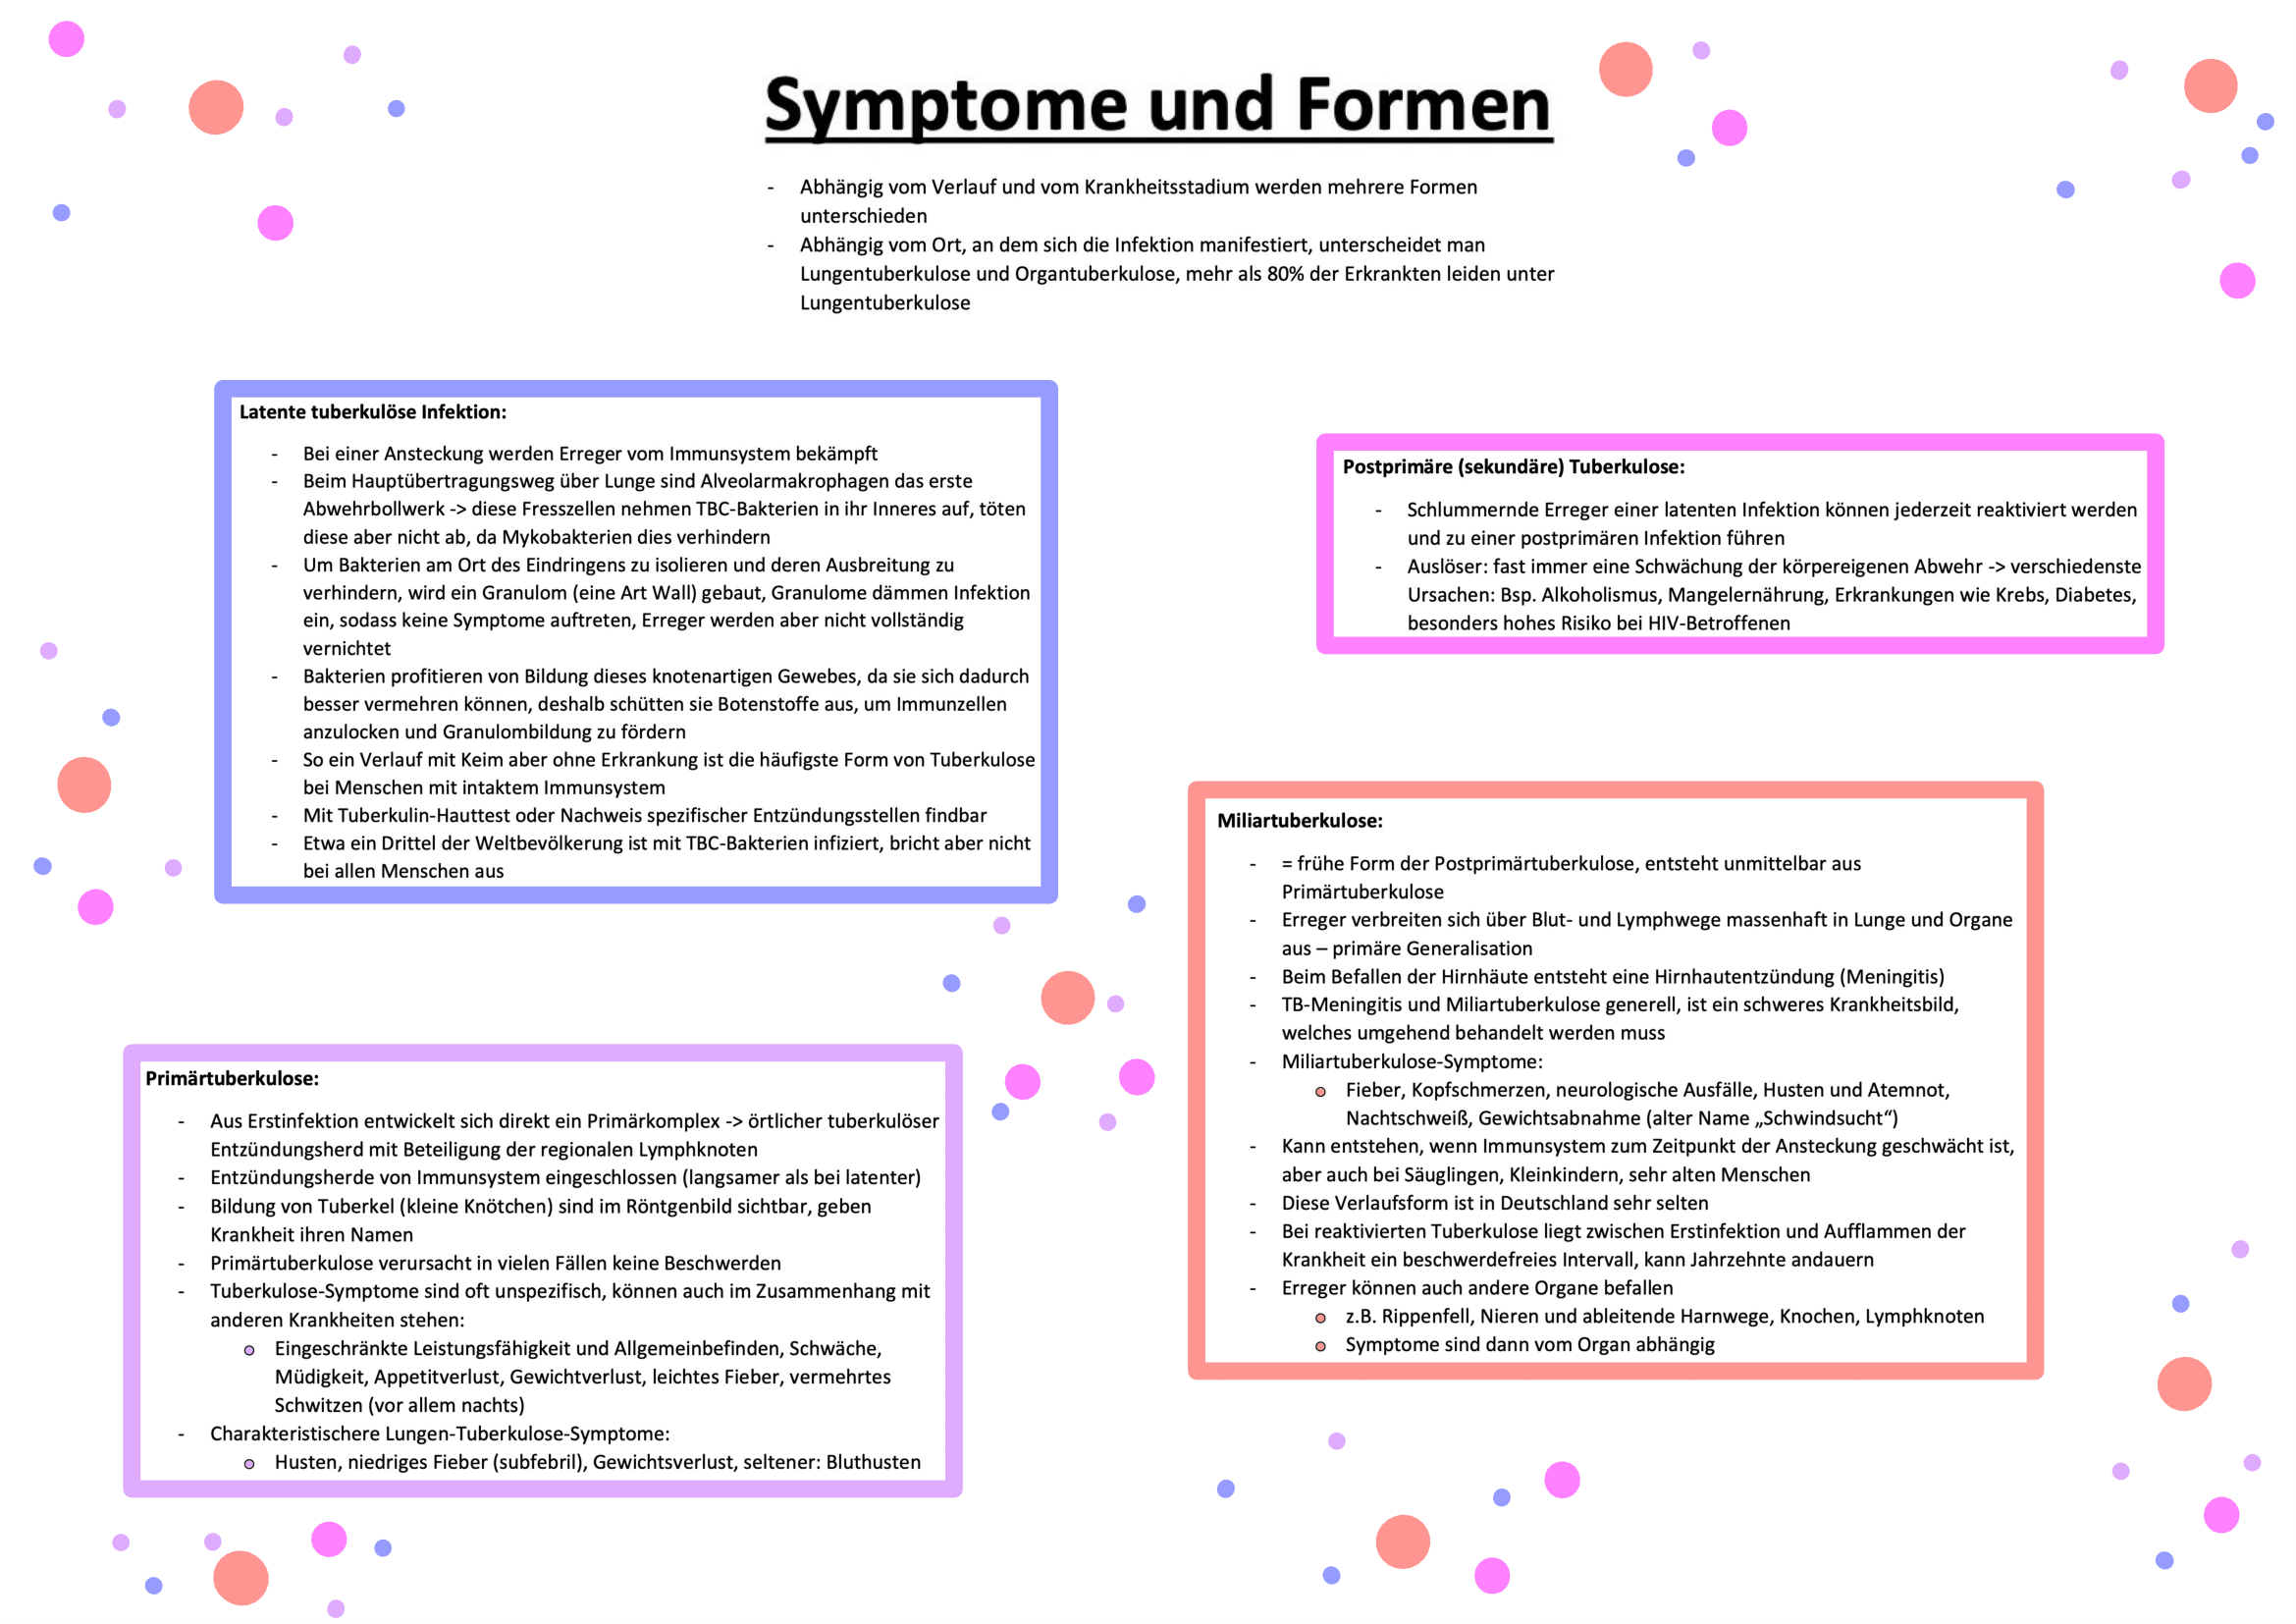 Symptome und Formen
- Abhängig vom Verlauf und vom Krankheitsstadium werden mehrere Formen
unterschieden
- Abhängig vom Ort, an dem sich die Infektion manifestiert, unterscheidet man
Lungentuberkulose und Organtuberkulose, mehr als 80% der Erkrankten leiden unter
Lungentuberkulose
Latente tuberkulöse Infektion:
- Bei einer Ansteckung werden Erreger vom Immunsystem bekämpft
- Beim Hauptübertragungsweg über Lunge sind Alveolarmakrophagen das erste
Abwehrbollwerk -> diese Fresszellen nehmen TBC-Bakterien in ihr Inneres auf, töten
diese aber nicht ab, da Mykobakterien dies verhindern
- Um Bakterien am Ort des Eindringens zu isolieren und deren Ausbreitung zu
verhindern, wird ein Granulom (eine Art Wall) gebaut, Granulome dämmen Infektion
ein, sodass keine Symptome auftreten, Erreger werden aber nicht vollständig
vernichtet
- Bakterien profitieren von Bildung dieses knotenartigen Gewebes, da sie sich dadurch
besser vermehren können, deshalb schütten sie Botenstoffe aus, um Immunzellen
anzulocken und Granulombildung zu fördern
- So ein Verlauf mit Keim aber ohne Erkrankung ist die häufigste Form von Tuberkulose
bei Menschen mit intaktem Immunsystem
- Mit Tuberkulin-Hauttest oder Nachweis spezifischer Entzündungsstellen findbar
- Etwa ein Drittel der Weltbevölkerung ist mit TBC-Bakterien infiziert, bricht aber nicht
bei allen Menschen aus
Postprimäre (sekundäre) Tuberkulose:
- Schlummernde Erreger einer latenten Infektion können jederzeit reaktiviert werden
und zu einer postprimären Infektion führen
- Auslöser: fast immer eine Schwächung der körpereigenen Abwehr -> verschiedenste
Ursachen: Bsp. Alkoholismus, Mangelernährung, Erkrankungen wie Krebs, Diabetes,
besonders hohes Risiko bei HIV-Betroffenen
Primärtuberkulose:
- Aus Erstinfektion entwickelt sich direkt ein Primärkomplex -> örtlicher tuberkulöser
Entzündungsherd mit Beteiligung der regionalen Lymphknoten
- Entzündungsherde von Immunsystem eingeschlossen (langsamer als bei latenter)
- Bildung von Tuberkel (kleine Knötchen) sind im Röntgenbild sichtbar, geben
Krankheit ihren Namen
- Primärtuberkulose verursacht in vielen Fällen keine Beschwerden
- Tuberkulose-Symptome sind oft unspezifisch, können auch im Zusammenhang mit
anderen Krankheiten stehen:
o Eingeschränkte Leistungsfähigkeit und Allgemeinbefinden, Schwäche,
Müdigkeit, Appetitverlust, Gewichtverlust, leichtes Fieber, vermehrtes
Schwitzen (vor allem nachts)
- Charakteristischere Lungen-Tuberkulose-Symptome:
o Husten, niedriges Fieber (subfebril), Gewichtsverlust, seltener: Bluthusten
Miliartuberkulose:
- = frühe Form der Postprimärtuberkulose, entsteht unmittelbar aus
Primärtuberkulose
- Erreger verbreiten sich über Blut- und Lymphwege massenhaft in Lunge und Organe
aus – primäre Generalisation
- Beim Befallen der Hirnhäute entsteht eine Hirnhautentzündung (Meningitis)
- TB-Meningitis und Miliartuberkulose generell, ist ein schweres Krankheitsbild,
welches umgehend behandelt werden muss
- Miliartuberkulose-Symptome:
o Fieber, Kopfschmerzen, neurologische Ausfälle, Husten und Atemnot,
Nachtschweiß, Gewichtsabnahme (alter Name „Schwindsucht“)
- Kann entstehen, wenn Immunsystem zum Zeitpunkt der Ansteckung geschwächt ist,
aber auch bei Säuglingen, Kleinkindern, sehr alten Menschen
- Diese Verlaufsform ist in Deutschland sehr selten
- Bei reaktivierten Tuberkulose liegt zwischen Erstinfektion und Aufflammen der
Krankheit ein beschwerdefreies Intervall, kann Jahrzehnte andauern
- Erreger können auch andere Organe befallen
o z.B. Rippenfell, Nieren und ableitende Harnwege, Knochen, Lymphknoten
o Symptome sind dann vom Organ abhängig